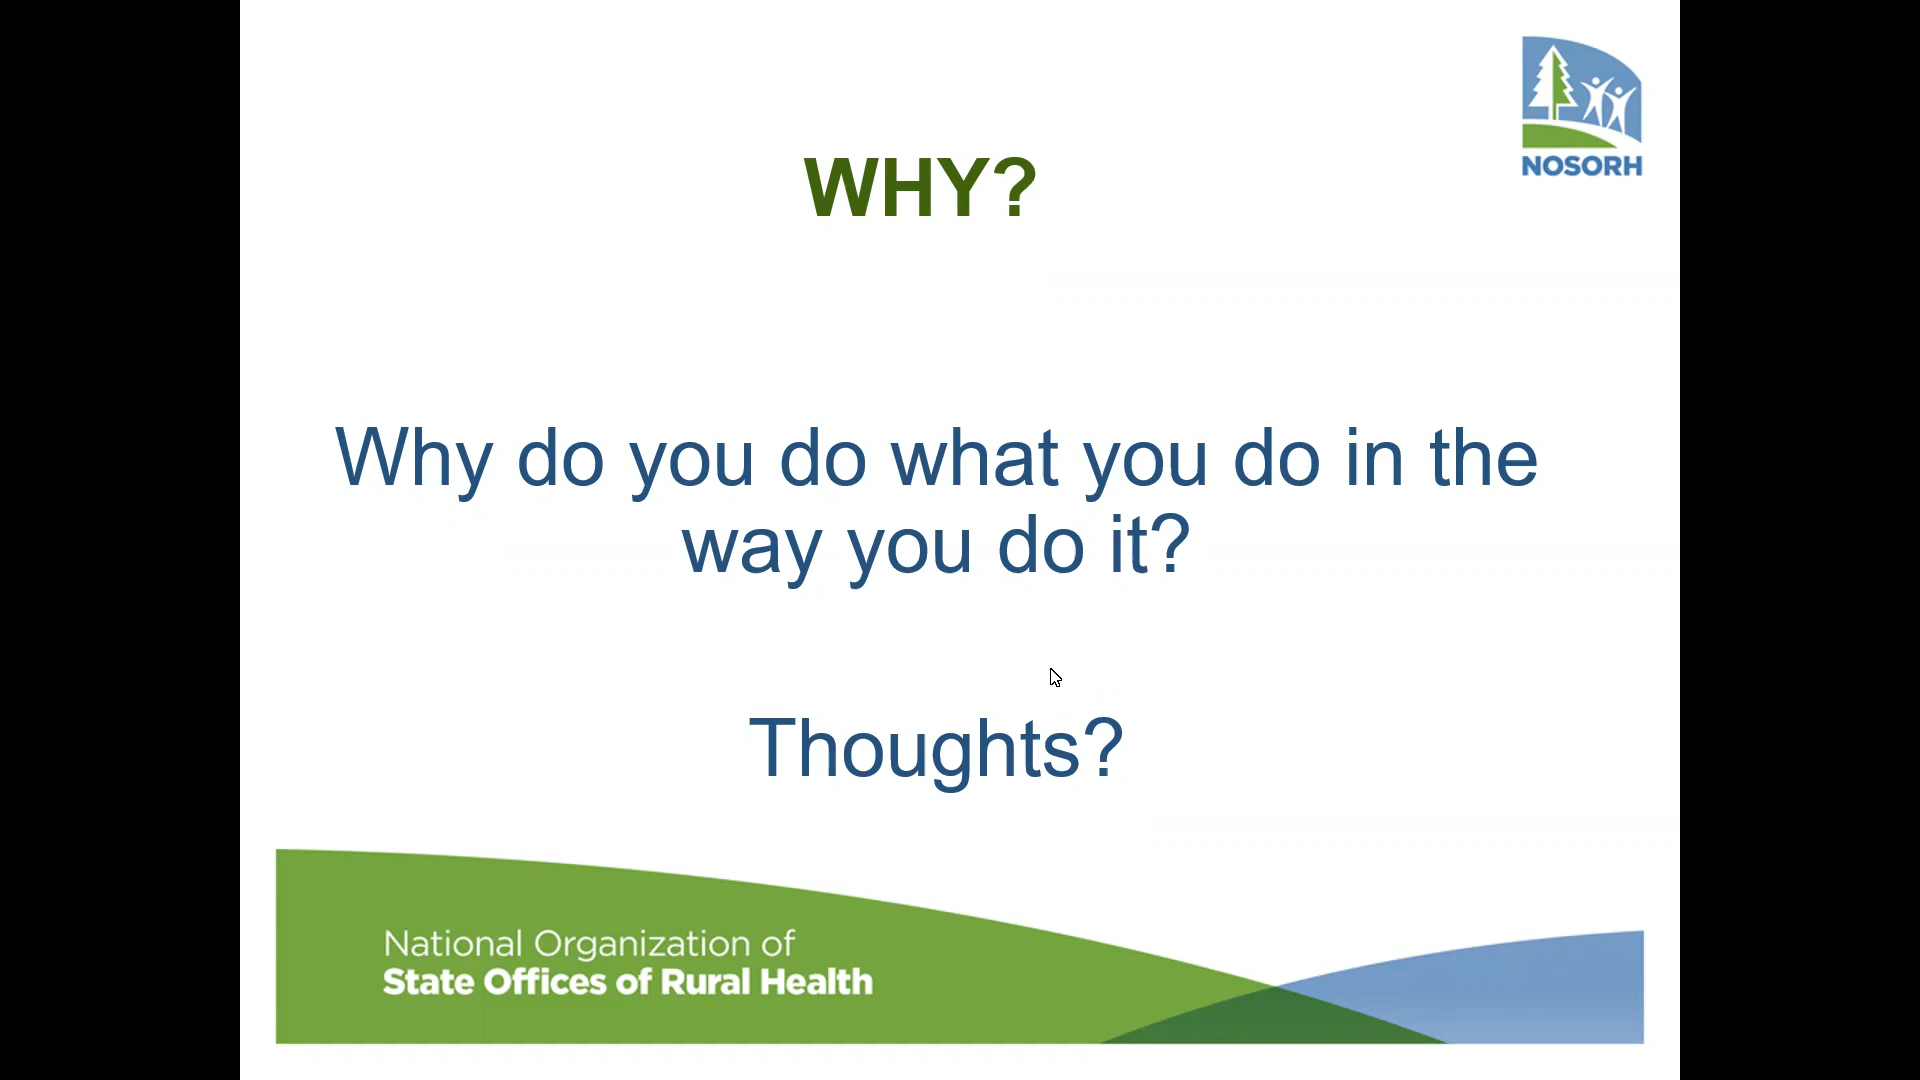 NOSORH
WHY?
Why do you do what you do in the
way you do it?
Thoughts?
National Organization of
State Offices of Rural Health